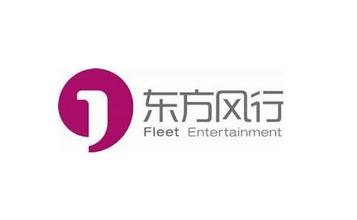 东方风行
Fleet Entertainment